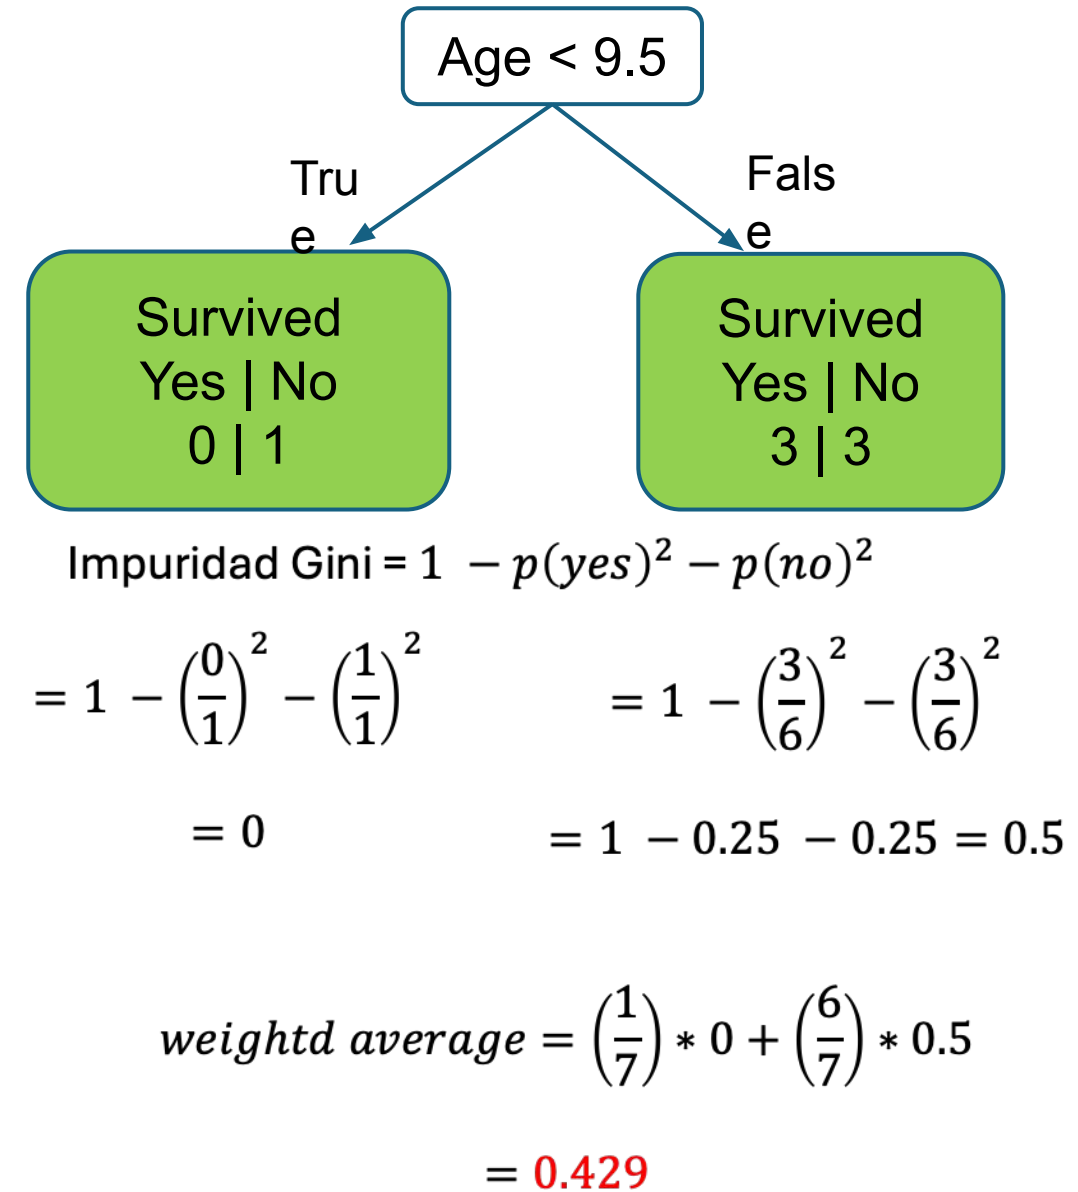 Age < 9.5
Tru
e
Fals
e
Survived
Yes | No
0 | 1
Survived
Yes | No
3 | 3
Impuridad Gini = 1 − p(yes)² − p(no)²
= 1 − (0/1)² − (1/1)²
= 0
= 1 − (3/6)² − (3/6)²
= 1 − 0.25 − 0.25 = 0.5
weightd average = (1/7) * 0 + (6/7) * 0.5
= 0.429